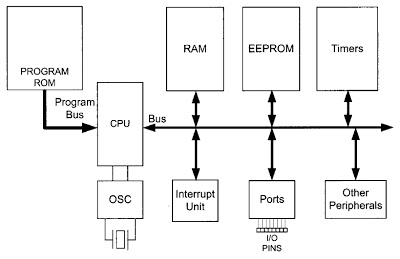 PROGRAM
ROM
RAM
EEPROM
Timers
Program
Bus
CPU
Bus
OSC
Interrupt
Unit
Ports
Other
Peripherals
I/O
PINS